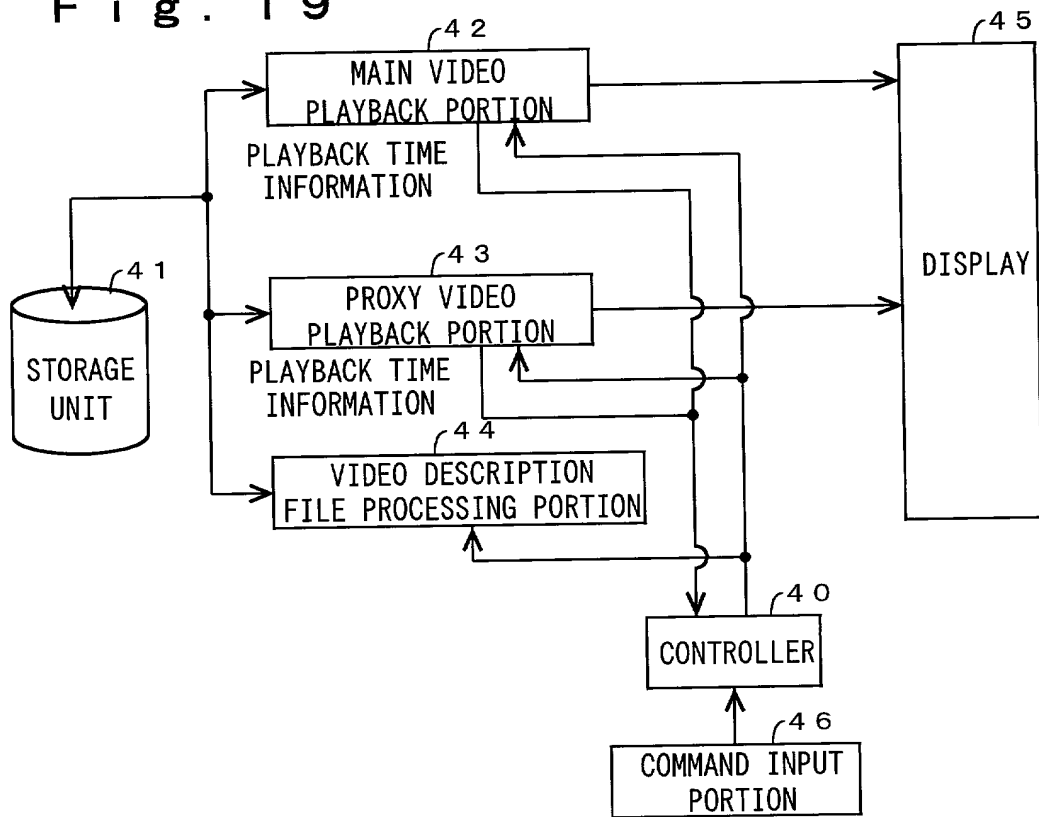 Fig. 19
42
45
MAIN VIDEO
PLAYBACK PORTION
PLAYBACK TIME
INFORMATION
41
43
DISPLAY
PROXY VIDEO
PLAYBACK PORTION
STORAGE
UNIT
PLAYBACK TIME
INFORMATION
44
VIDEO DESCRIPTION
FILE PROCESSING PORTION
40
CONTROLLER
46
COMMAND INPUT
PORTION